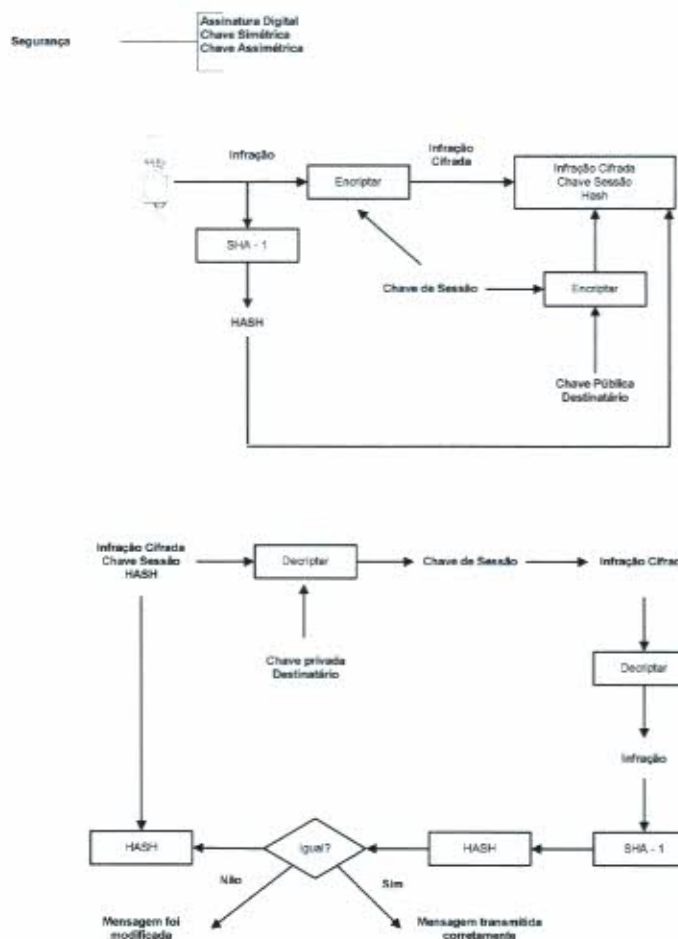 Segurança
Assinatura Digital
Chave Simétrica
Chave Assimétrica
Infração
Encriptar
Infração
Cifrada
Infração Cifrada
Chave Sessão
Hash
SHA - 1
HASH
Chave de Sessão
Encriptar
Chave Pública
Destinatário
Infração Cifrada
Chave Sessão
HASH
Decriptar
Chave de Sessão
Infração Cifrad
Chave privada
Destinatário
Decriptar
Infração
HASH
Igual?
HASH
SHA - 1
Não
Sim
Mensagem foi
modificada
Mensagem transmitida
corretamente